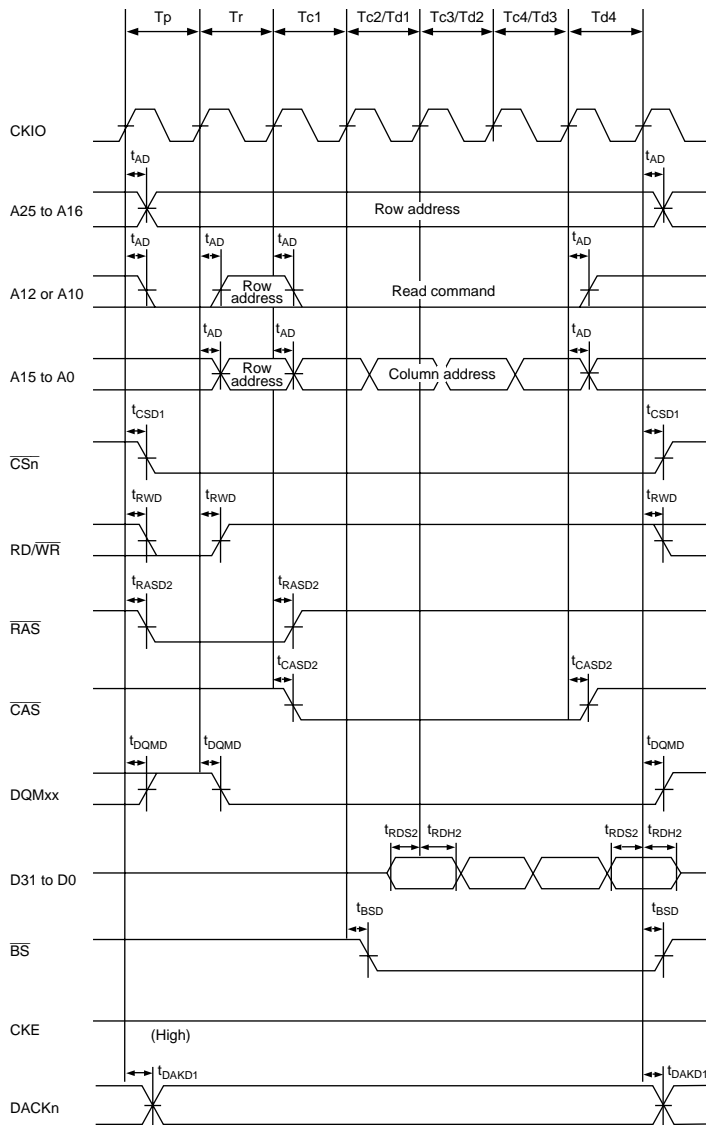 Tp Tr Tc1 Tc2/Td1 Tc3/Td2 Tc4/Td3 Td4
CKIO
tAD tAD
A25 to A16 Row address
tAD tAD tAD tAD
A12 or A10 Row address Read command
tAD tAD tAD
A15 to A0 Row address Column address
tCSD1 tCSD1
CSn
tRWD tRWD tRWD
RD/WR
tRASD2 tRASD2
RAS
tCASD2 tCASD2
CAS
tDQMD tDQMD tDQMD
DQMxx
tRDS2 tRDH2 tRDS2 tRDH2
D31 to D0
tBSD tBSD
BS
CKE (High)
tDAKD1 tDAKD1
DACKn